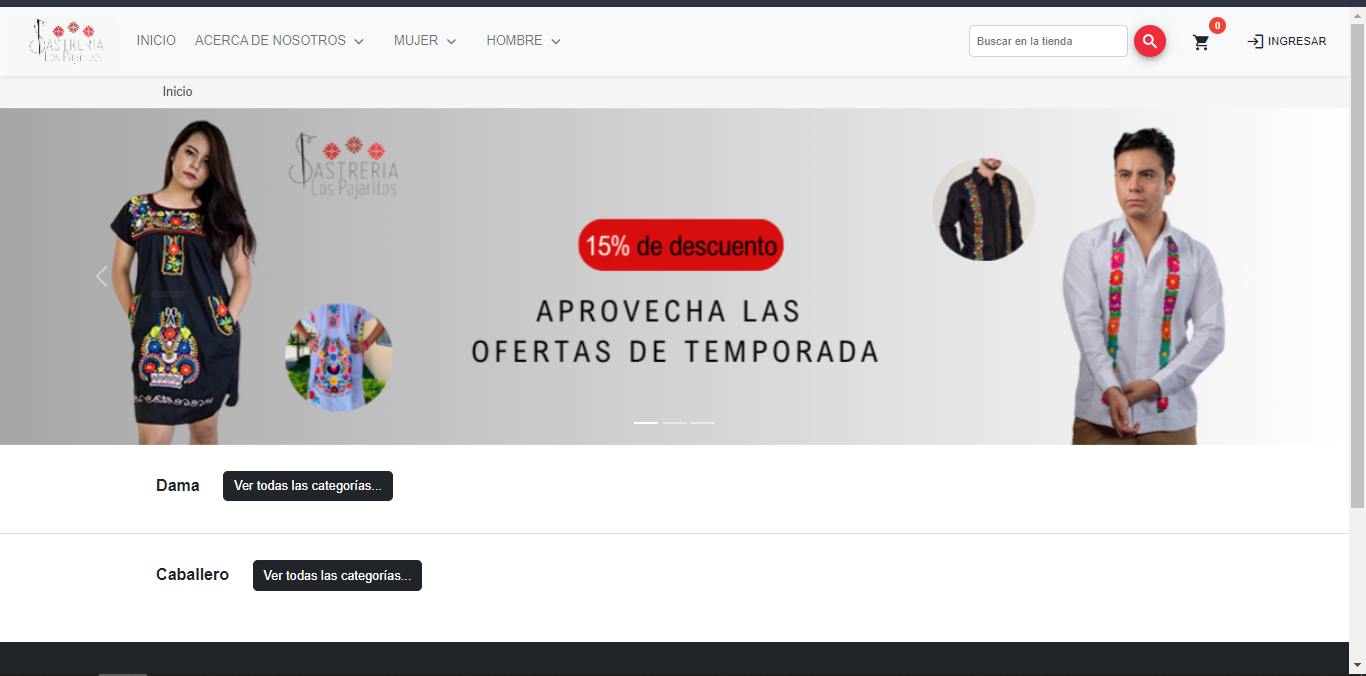 SASTRERIA
Los Pajaritos
INICIO
ACERCA DE NOSOTROS
MUJER
HOMBRE
Buscar en la tienda
0
INGRESAR
Inicio
SASTRERIA
Los Pajaritos
15% de descuento
APROVECHA LAS
OFERTAS DE TEMPORADA
Dama
Ver todas las categorías...
Caballero
Ver todas las categorías...